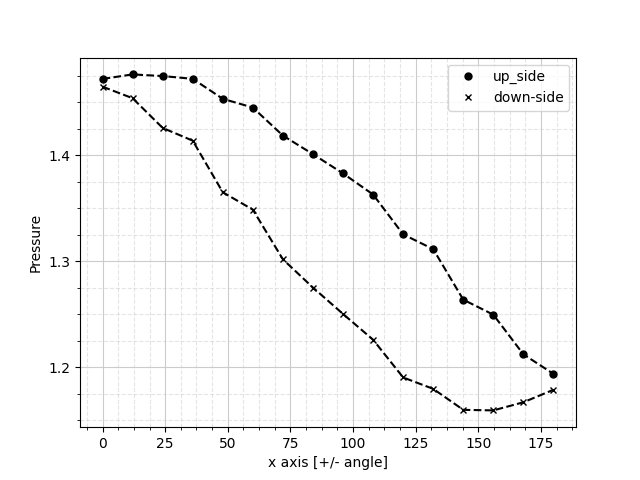 up_side
down-side
1.4
1.3
1.2
Pressure
0 25 50 75 100 125 150 175
x axis [+/- angle]